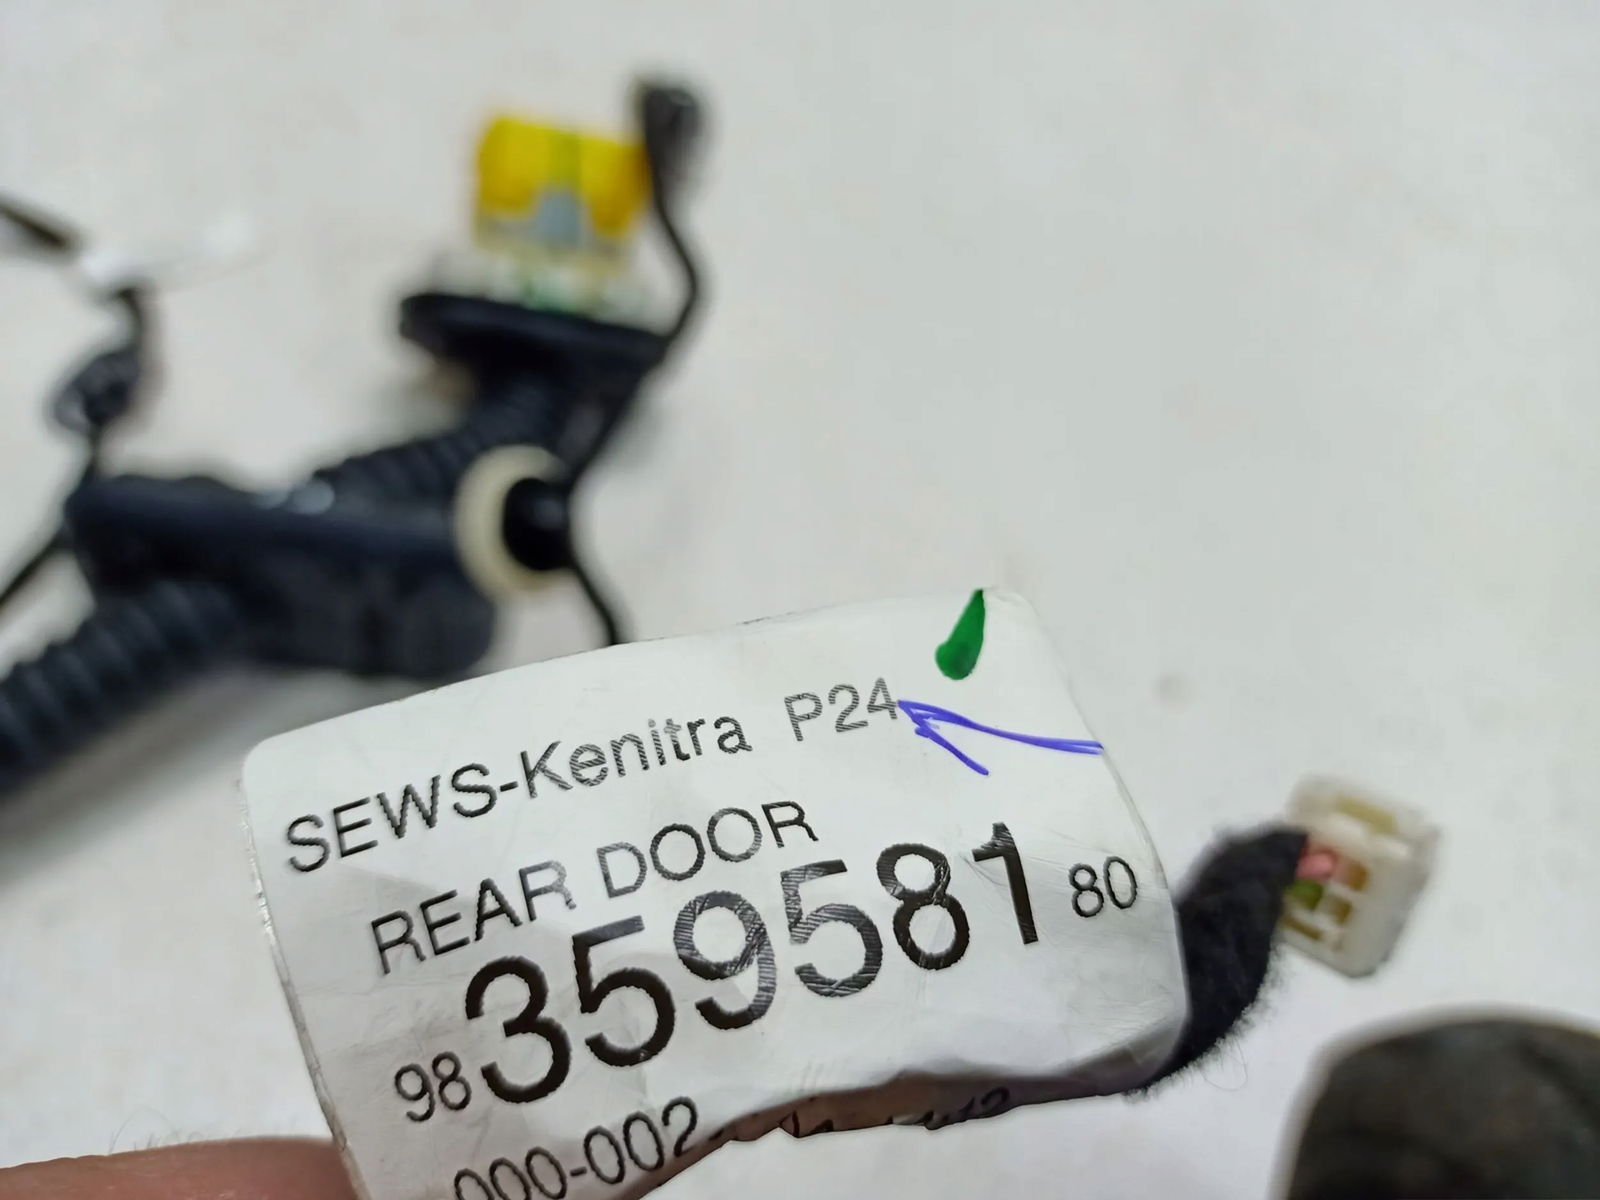 SEWS-Kenitra P24
REAR DOOR
98 359581 80
000-002